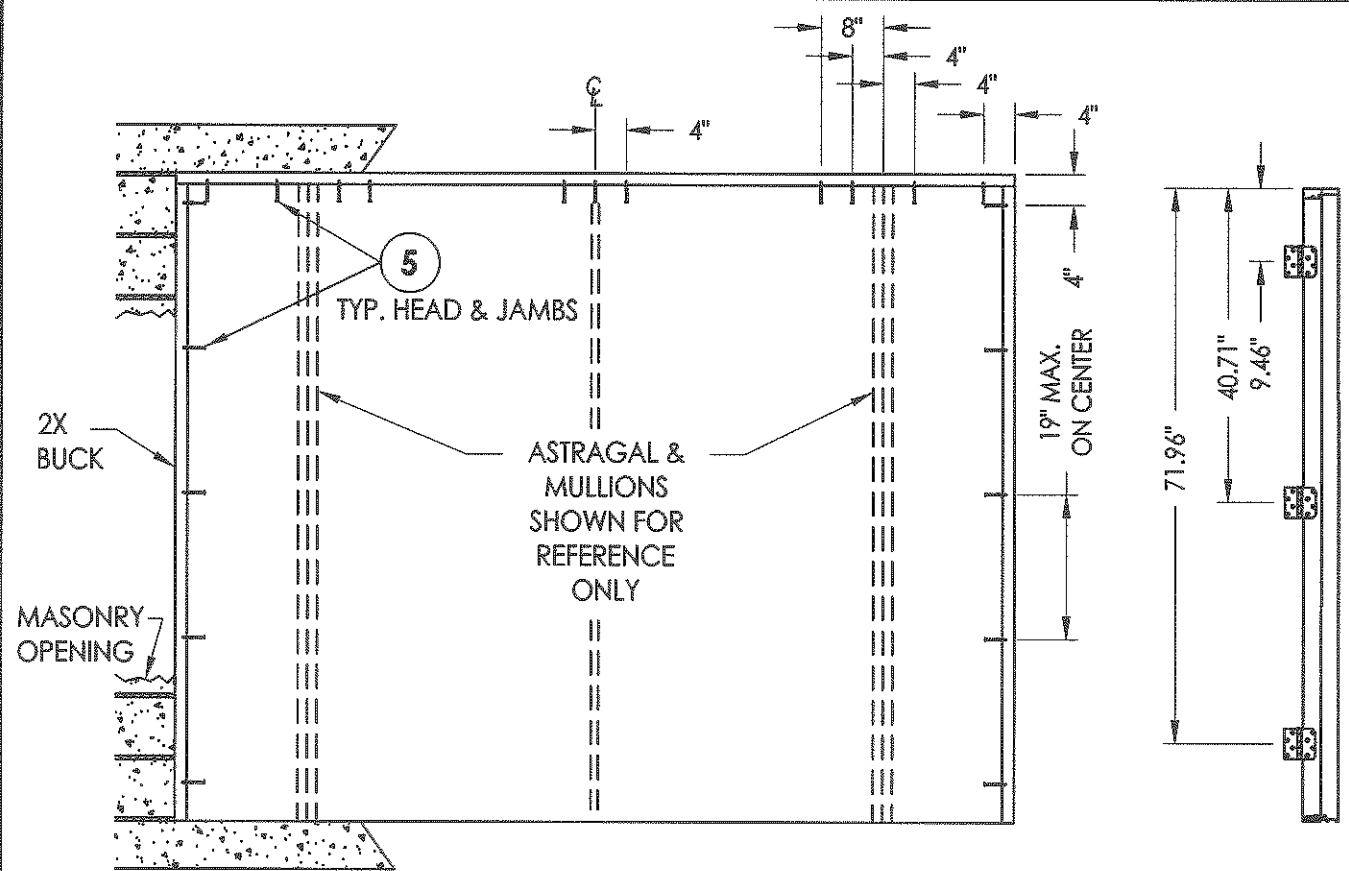 8"
4"
4"
4"
℄
4"
5
TYP. HEAD & JAMBS
4"
19" MAX.
ON CENTER
2X
BUCK
ASTRAGAL &
MULLIONS
SHOWN FOR
REFERENCE
ONLY
MASONRY
OPENING
71.96"
40.71"
9.46"